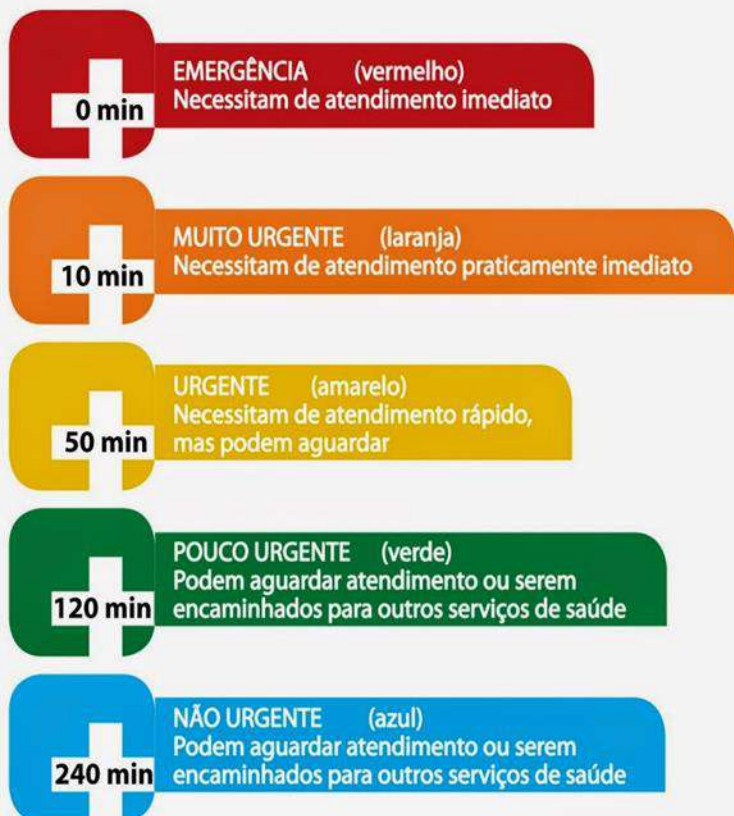 EMERGÊNCIA (vermelho)
Necessitam de atendimento imediato
0 min
MUITO URGENTE (laranja)
Necessitam de atendimento praticamente imediato
10 min
URGENTE (amarelo)
Necessitam de atendimento rápido,
mas podem aguardar
50 min
POUCO URGENTE (verde)
Podem aguardar atendimento ou serem
encaminhados para outros serviços de saúde
120 min
NÃO URGENTE (azul)
Podem aguardar atendimento ou serem
encaminhados para outros serviços de saúde
240 min